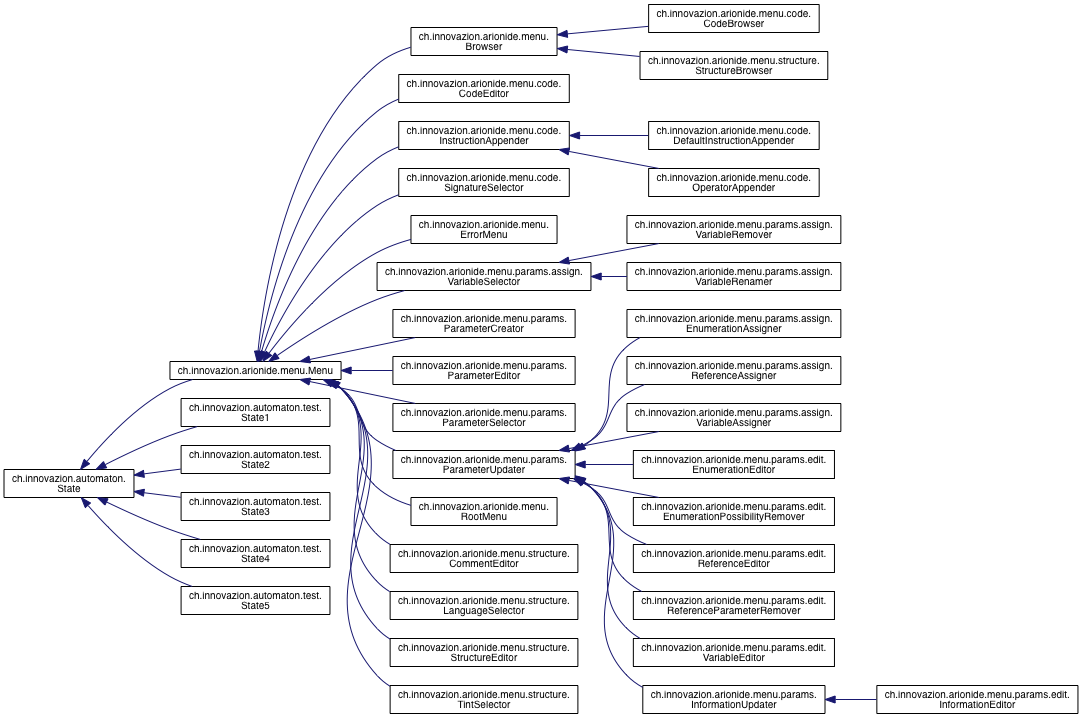 ch.innovazion.automaton.
State
ch.innovazion.arionide.menu.Menu
ch.innovazion.automaton.test.
State1
ch.innovazion.automaton.test.
State2
ch.innovazion.automaton.test.
State3
ch.innovazion.automaton.test.
State4
ch.innovazion.automaton.test.
State5
ch.innovazion.arionide.menu.
Browser
ch.innovazion.arionide.menu.code.
CodeEditor
ch.innovazion.arionide.menu.code.
InstructionAppender
ch.innovazion.arionide.menu.code.
SignatureSelector
ch.innovazion.arionide.menu.
ErrorMenu
ch.innovazion.arionide.menu.params.assign.
VariableSelector
ch.innovazion.arionide.menu.params.
ParameterCreator
ch.innovazion.arionide.menu.params.
ParameterEditor
ch.innovazion.arionide.menu.params.
ParameterSelector
ch.innovazion.arionide.menu.params.
ParameterUpdater
ch.innovazion.arionide.menu.
RootMenu
ch.innovazion.arionide.menu.structure.
CommentEditor
ch.innovazion.arionide.menu.structure.
LanguageSelector
ch.innovazion.arionide.menu.structure.
StructureEditor
ch.innovazion.arionide.menu.structure.
TintSelector
ch.innovazion.arionide.menu.code.
CodeBrowser
ch.innovazion.arionide.menu.structure.
StructureBrowser
ch.innovazion.arionide.menu.code.
DefaultInstructionAppender
ch.innovazion.arionide.menu.code.
OperatorAppender
ch.innovazion.arionide.menu.params.assign.
VariableRemover
ch.innovazion.arionide.menu.params.assign.
VariableRenamer
ch.innovazion.arionide.menu.params.assign.
EnumerationAssigner
ch.innovazion.arionide.menu.params.assign.
ReferenceAssigner
ch.innovazion.arionide.menu.params.assign.
VariableAssigner
ch.innovazion.arionide.menu.params.edit.
EnumerationEditor
ch.innovazion.arionide.menu.params.edit.
EnumerationPossibilityRemover
ch.innovazion.arionide.menu.params.edit.
ReferenceEditor
ch.innovazion.arionide.menu.params.edit.
ReferenceParameterRemover
ch.innovazion.arionide.menu.params.edit.
VariableEditor
ch.innovazion.arionide.menu.params.
InformationUpdater
ch.innovazion.arionide.menu.params.edit.
InformationEditor